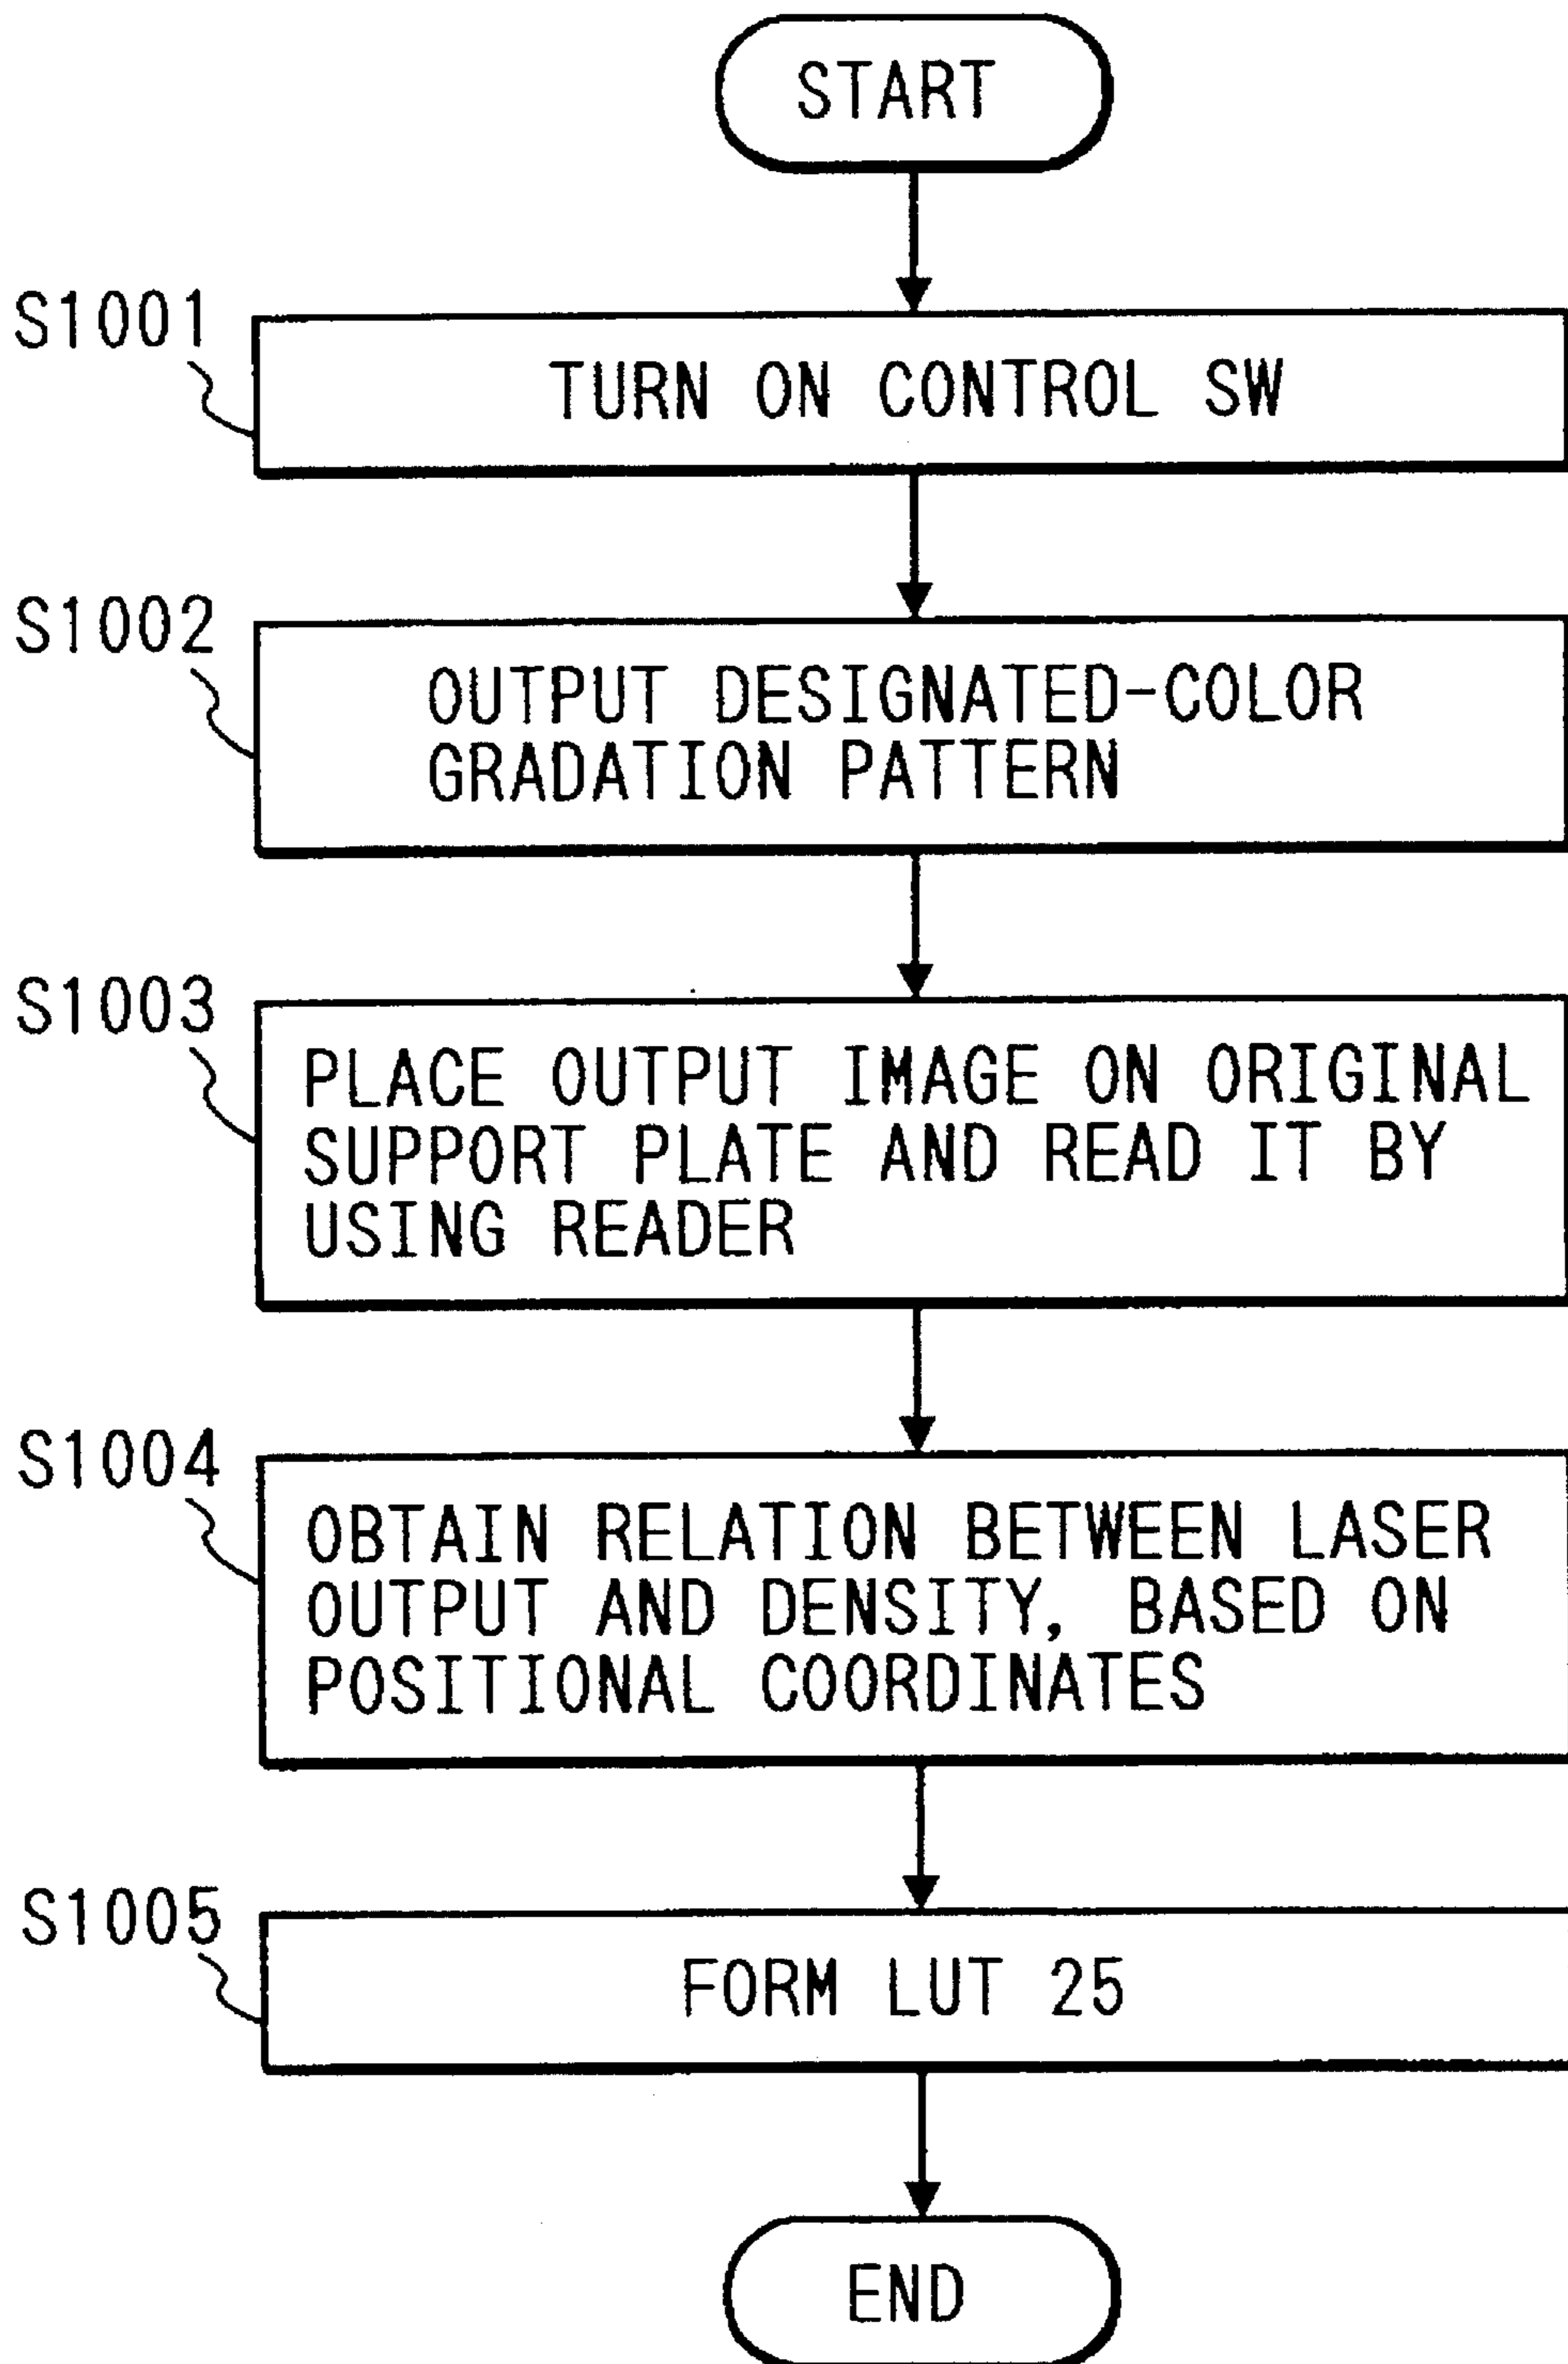 START
S1001
TURN ON CONTROL SW
S1002
OUTPUT DESIGNATED-COLOR
GRADATION PATTERN
S1003
PLACE OUTPUT IMAGE ON ORIGINAL
SUPPORT PLATE AND READ IT BY
USING READER
S1004
OBTAIN RELATION BETWEEN LASER
OUTPUT AND DENSITY, BASED ON
POSITIONAL COORDINATES
S1005
FORM LUT 25
END